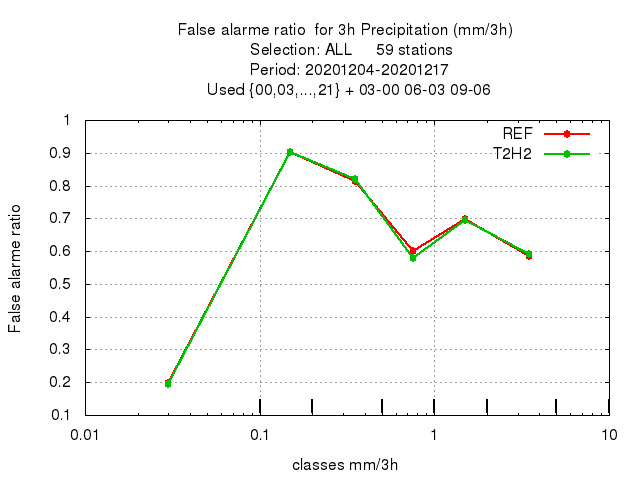 False alarme ratio  for 3h Precipitation (mm/3h)
Selection: ALL     59 stations
Period: 20201204-20201217
Used {00,03,...,21} + 03-00 06-03 09-06
REF
T2H2
1
0.9
0.8
0.7
0.6
0.5
0.4
0.3
0.2
0.1
False alarme ratio
0.01
0.1
1
10
classes mm/3h